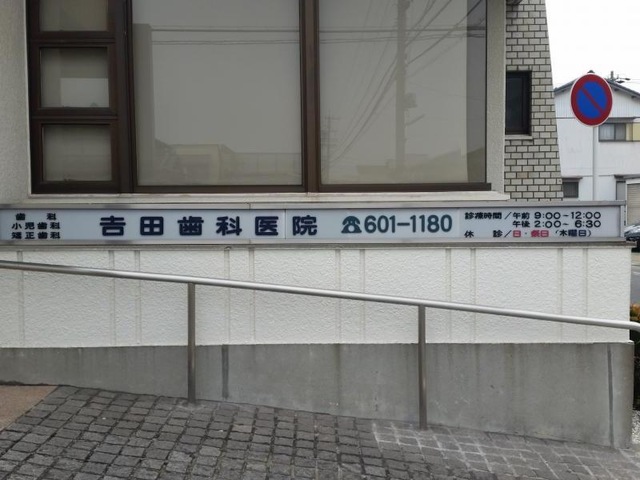 歯科
小児歯科
矯正歯科
𠮷田歯科医院 ☎601-1180
診療時間/午前 9:00~12:00
午後 2:00~6:30
休診/日・祭日(木曜日)